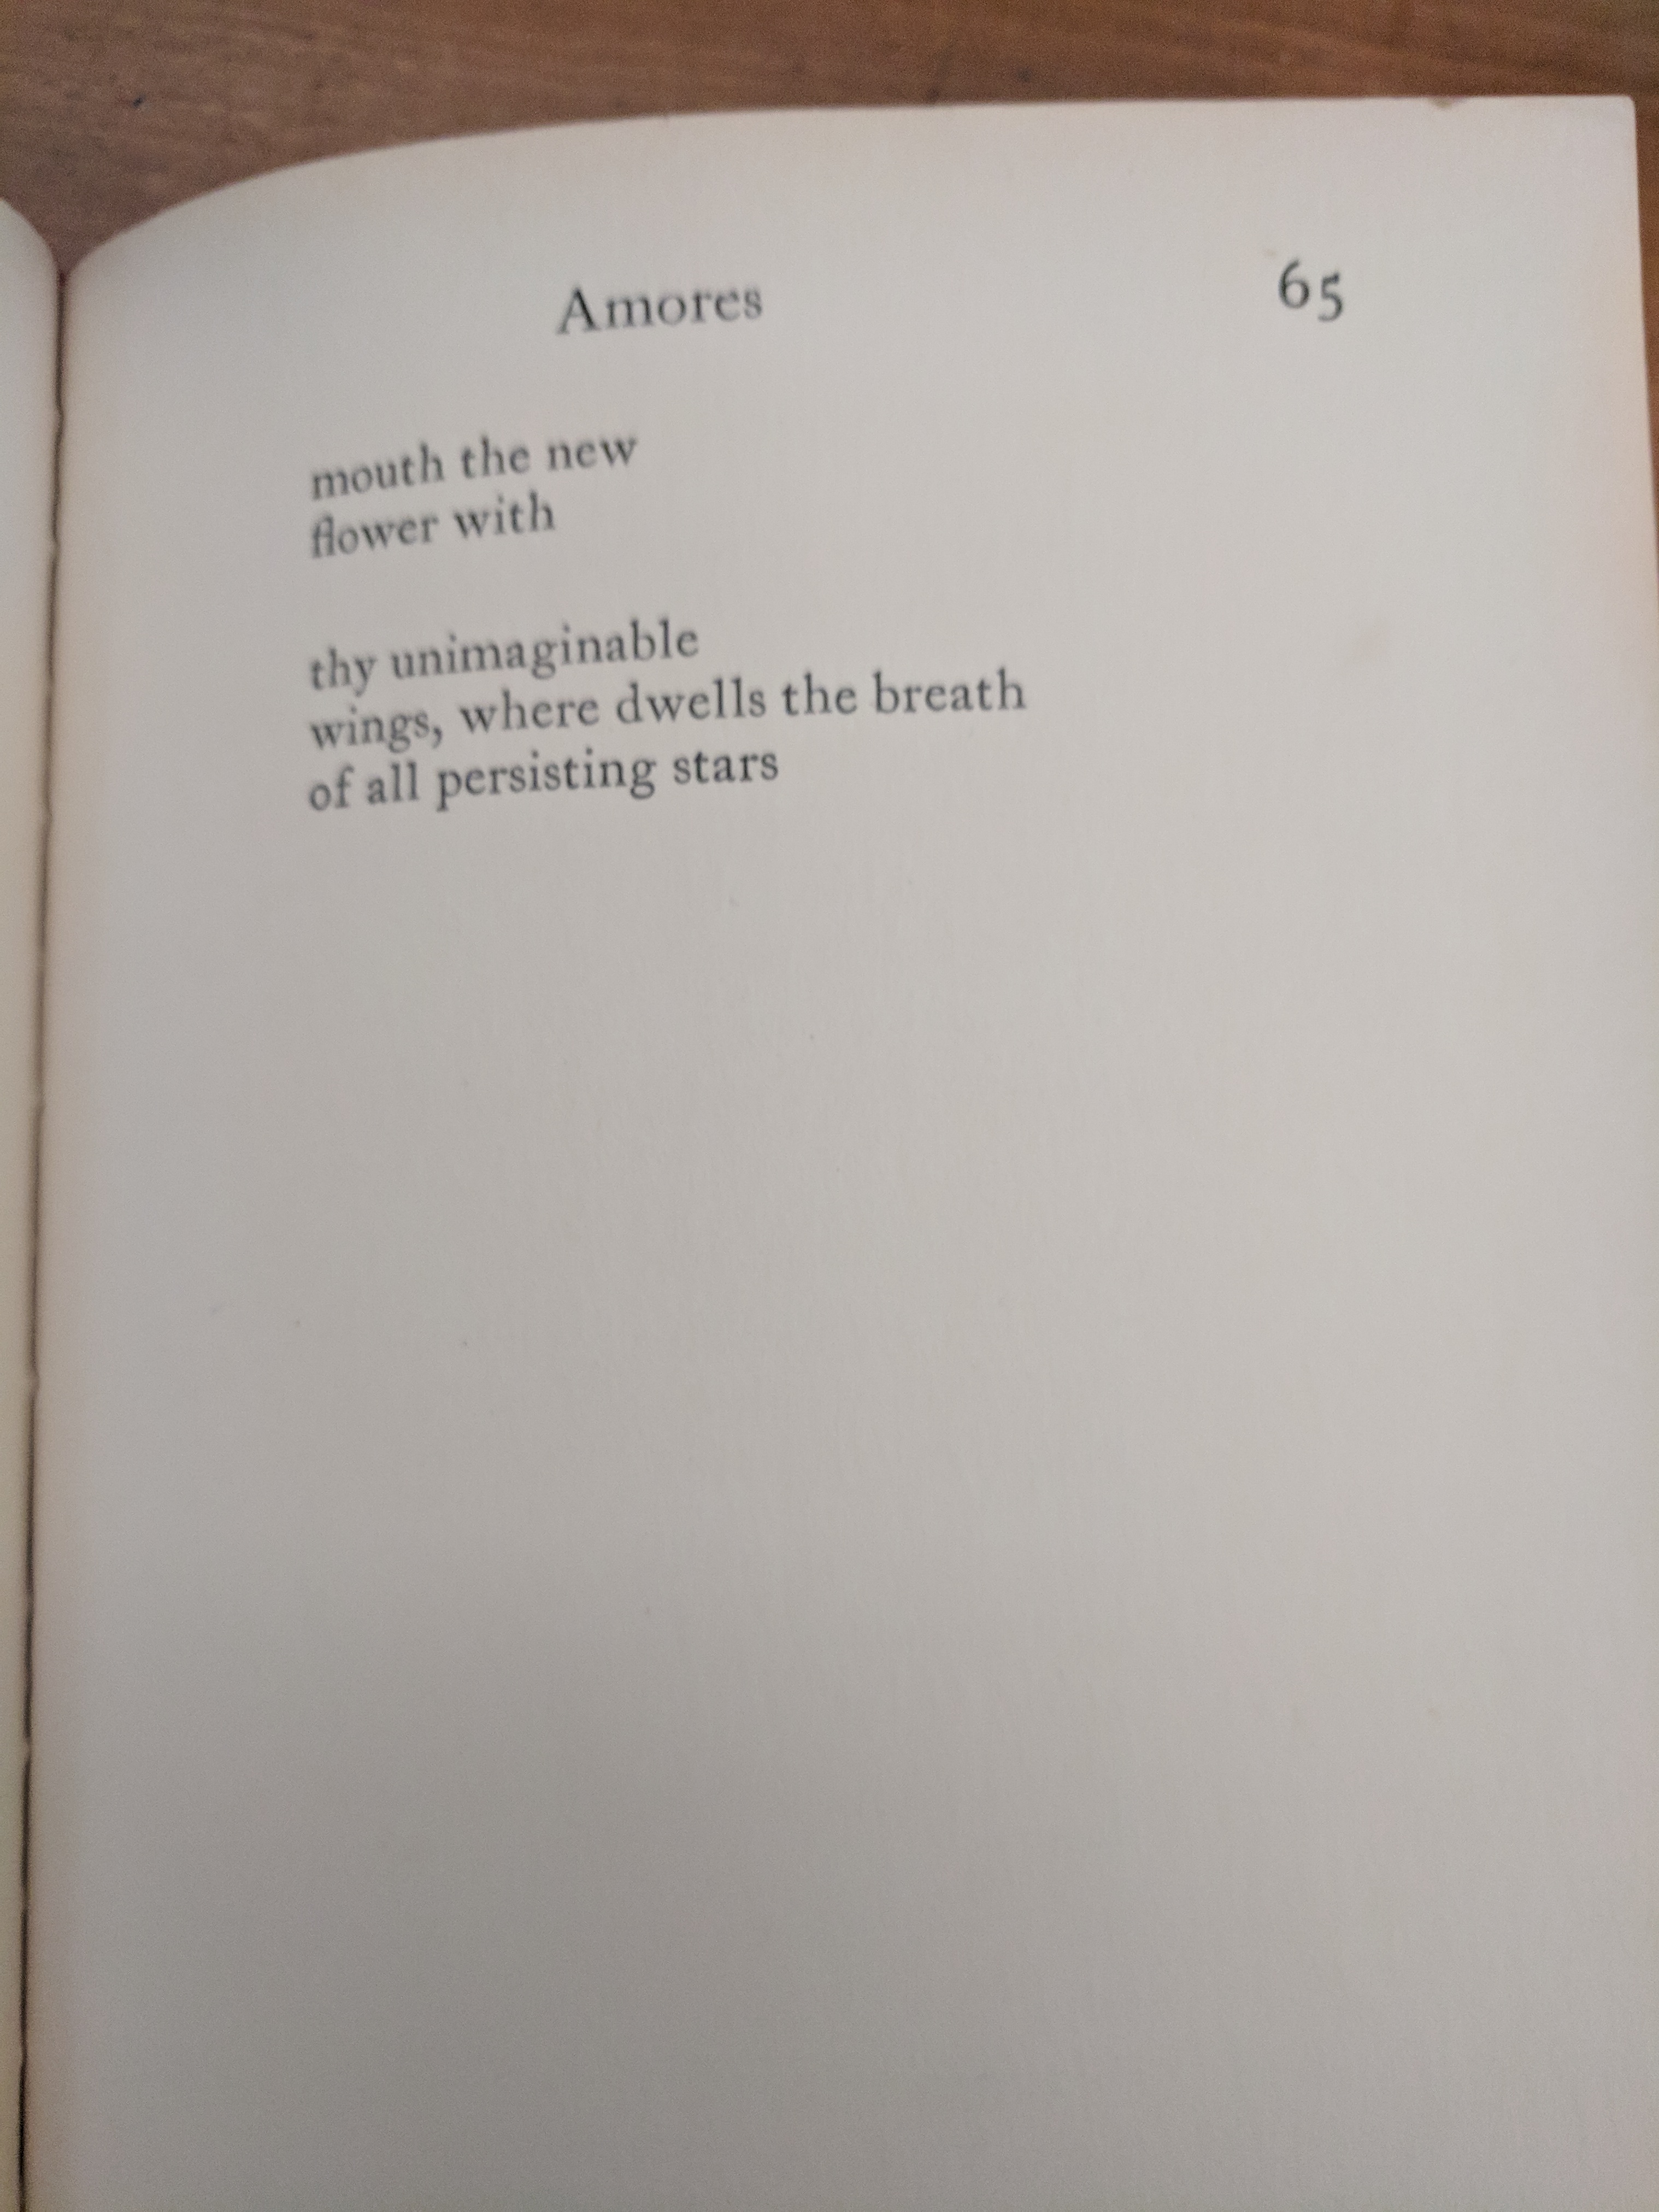 Amores 65
mouth the new
flower with
thy unimaginable
wings, where dwells the breath
of all persisting stars